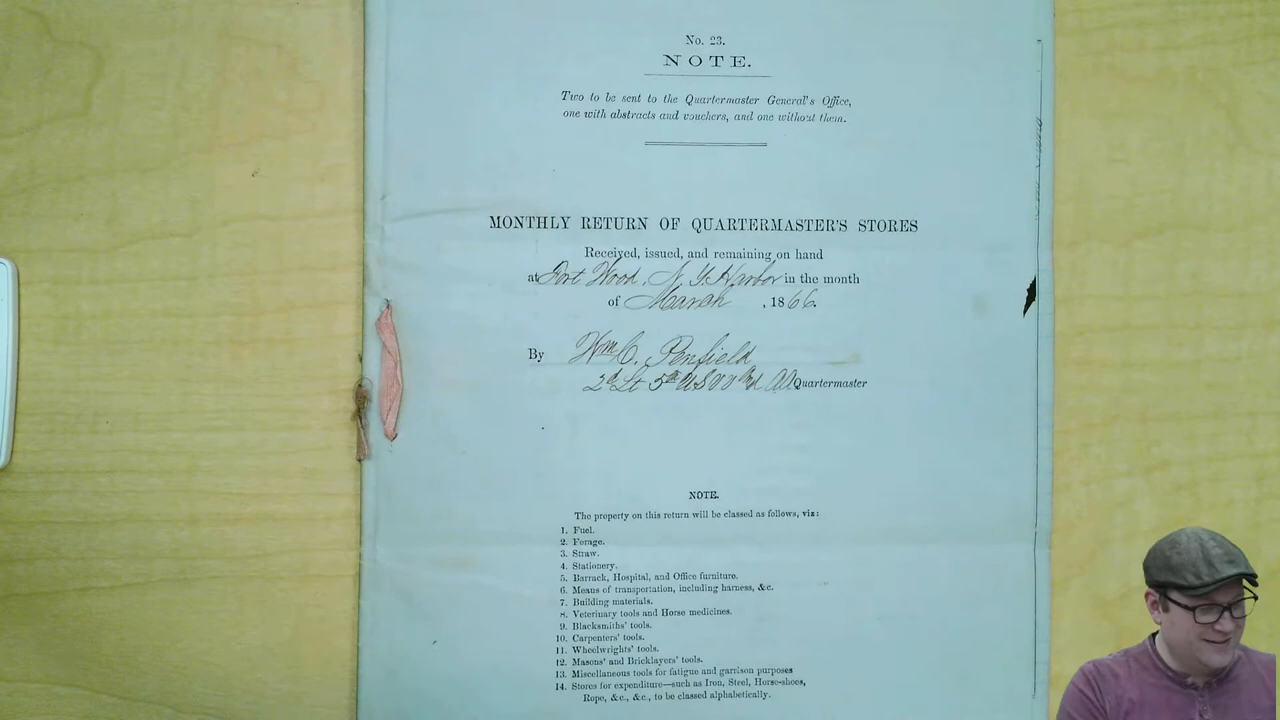 No. 23.
NOTE.
Two to be sent to the Quartermaster General's Office,
one with abstracts and vouchers, and one without them.
MONTHLY RETURN OF QUARTERMASTER'S STORES
Received, issued, and remaining on hand
at Fort Wood, N. Y. Harbor in the month
of March, 1866.
By Wm C. Penfield
2d Lt 5th U S V V Quartermaster
NOTE.
The property on this return will be classed as follows, viz:
1. Fuel.
2. Forage.
3. Straw.
4. Stationery.
5. Barrack, Hospital, and Office furniture.
6. Means of transportation, including harness, &c.
7. Building materials.
8. Veterinary tools and Horse medicines.
9. Blacksmiths' tools.
10. Carpenters' tools.
11. Wheelwrights' tools.
12. Masons' and Bricklayers' tools.
13. Miscellaneous tools for fatigue and garrison purposes
14. Stores for expenditure—such as Iron, Steel, Horse-shoes,
Rope, &c., &c., to be classed alphabetically.